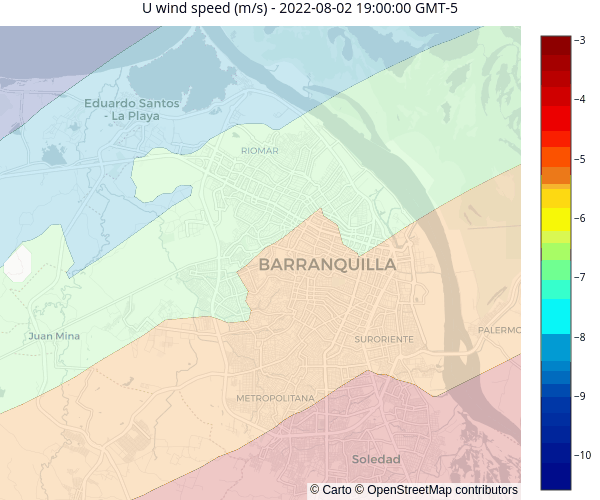 U wind speed (m/s) - 2022-08-02 19:00:00 GMT-5
Eduardo Santos
- La Playa
RIOMAR
BARRANQUILLA
Juan Mina
SURORIENTE
PALERMO
METROPOLITANA
Soledad
© Carto © OpenStreetMap contributors
−3
−4
−5
−6
−7
−8
−9
−10